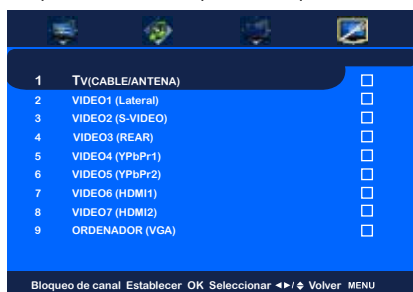 1 TV(CABLE/ANTENA)
2 VIDEO1 (Lateral)
3 VIDEO2 (S-VIDEO)
4 VIDEO3 (REAR)
5 VIDEO4 (YPbPr1)
6 VIDEO5 (YPbPr2)
7 VIDEO6 (HDMI1)
8 VIDEO7 (HDMI2)
9 ORDENADOR (VGA)
Bloqueo de canal Establecer OK Seleccionar ◄►/♦ Volver MENU